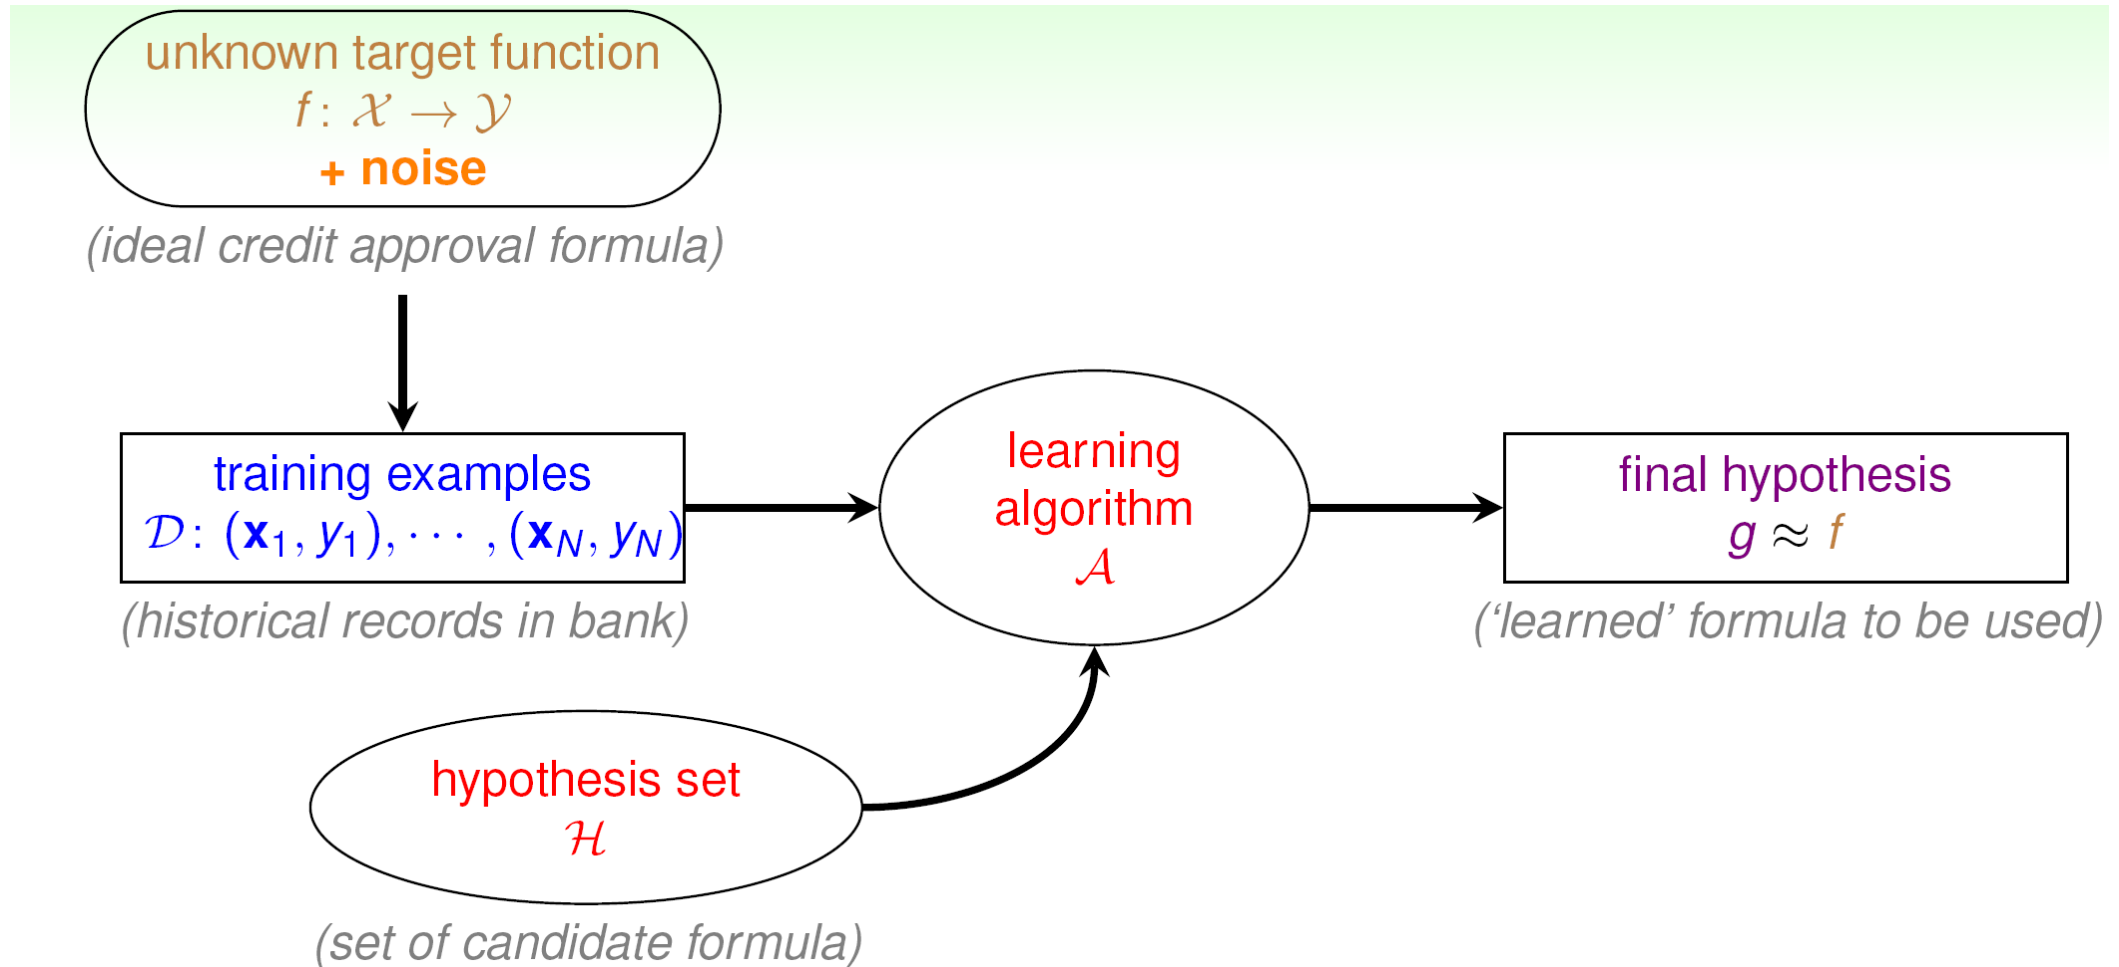 unknown target function
f : 𝒳 → 𝒴
+ noise
(ideal credit approval formula)
training examples
𝒟 : (x₁, y₁), ⋯ , (x_N, y_N)
(historical records in bank)
learning
algorithm
𝒜
final hypothesis
g ≈ f
(‘learned’ formula to be used)
hypothesis set
ℋ
(set of candidate formula)